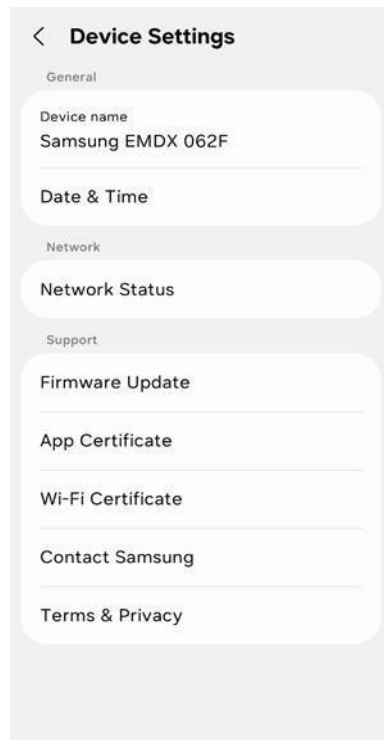 Device Settings
General
Device name
Samsung EMDX 062F
Date & Time
Network
Network Status
Support
Firmware Update
App Certificate
Wi-Fi Certificate
Contact Samsung
Terms & Privacy